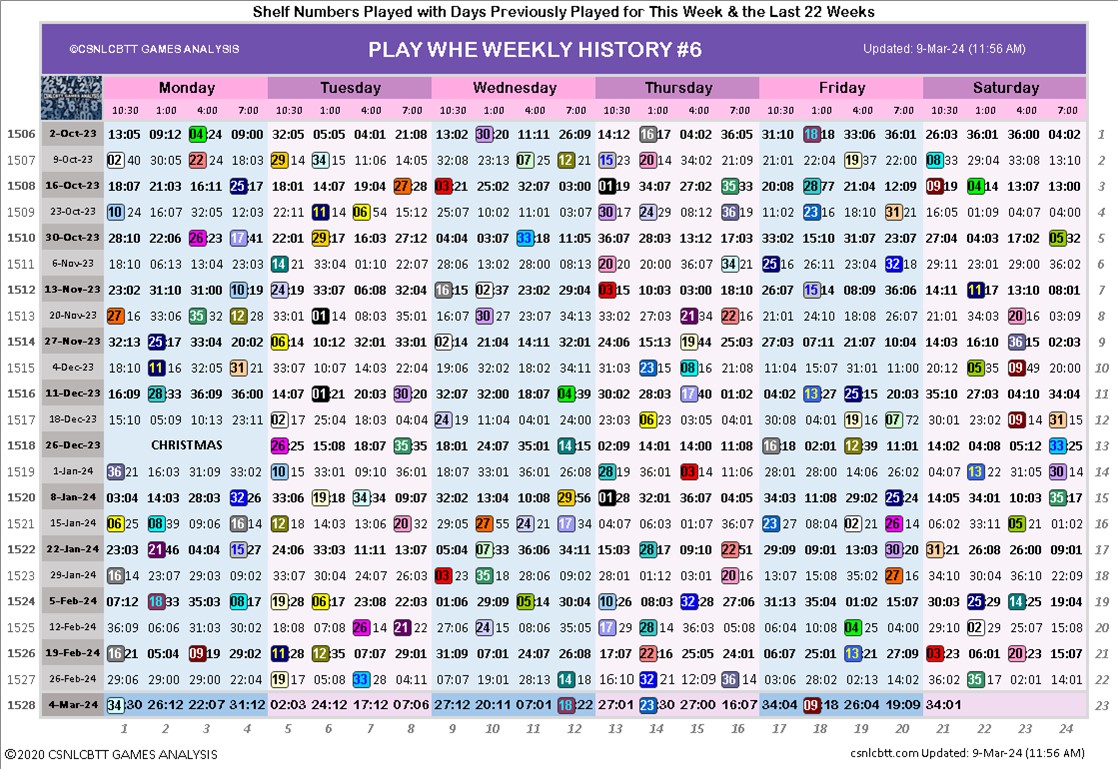 Shelf Numbers Played with Days Previously Played for This Week & the Last 22 Weeks
©CSNLCBTT GAMES ANALYSIS PLAY WHE WEEKLY HISTORY #6 Updated: 9-Mar-24 (11:56 AM)
Monday Tuesday Wednesday Thursday Friday Saturday
10:30 1:00 4:00 7:00 10:30 1:00 4:00 7:00 10:30 1:00 4:00 7:00 10:30 1:00 4:00 7:00 10:30 1:00 4:00 7:00 10:30 1:00 4:00 7:00
1506 2-Oct-23 13:05 09:12 04:24 09:00 32:05 05:05 04:01 21:08 13:02 30:20 11:11 26:09 14:12 16:17 04:02 36:05 31:10 18:18 33:06 36:01 26:03 36:01 36:00 04:02 1
1507 9-Oct-23 02:40 30:05 22:24 18:03 29:14 34:15 11:06 14:05 32:08 23:13 07:25 12:21 15:23 20:14 34:02 21:09 21:01 22:04 19:37 22:00 08:33 29:04 33:08 13:10 2
1508 16-Oct-23 18:07 21:03 16:11 25:17 18:01 14:07 19:04 27:28 03:21 25:02 32:07 03:00 01:19 34:07 27:02 35:33 20:08 28:77 21:04 12:09 09:19 04:14 13:07 13:00 3
1509 23-Oct-23 10:24 16:07 32:05 12:03 22:11 11:14 06:54 15:12 25:07 10:02 11:01 03:07 30:17 24:29 08:12 36:19 11:08 23:16 18:10 31:21 16:05 01:09 04:07 04:00 4
1510 30-Oct-23 28:10 22:06 26:23 17:41 22:01 29:17 16:03 27:12 04:04 03:07 33:18 11:05 36:07 28:03 13:12 17:03 33:02 15:10 31:07 23:07 27:04 04:03 17:02 05:32 5
1511 6-Nov-23 18:10 06:13 13:04 23:03 14:21 33:04 01:10 22:07 28:06 13:02 28:00 08:13 20:20 20:00 36:07 34:21 25:16 26:11 23:04 32:18 29:11 23:01 29:00 36:02 6
1512 13-Nov-23 23:02 31:10 31:00 10:19 24:19 33:07 06:08 32:04 16:15 02:37 23:02 29:04 03:15 10:03 03:00 18:10 26:07 15:14 08:09 36:06 14:11 11:17 13:10 08:01 7
1513 20-Nov-23 27:16 33:06 35:32 12:28 33:06 01:14 24:08 03:35 16:07 30:27 07:13 34:13 33:02 27:03 21:34 22:16 04:09 34:10 18:28 26:07 21:01 34:03 20:16 03:09 8
1514 27-Nov-23 32:13 25:17 33:04 20:02 06:14 10:12 32:01 33:01 02:14 21:04 14:11 32:01 24:06 15:13 19:44 25:03 07:13 07:11 21:07 10:04 14:03 16:10 36:15 02:03 9
1515 4-Dec-23 18:10 11:16 32:05 31:21 33:07 10:07 14:03 22:04 19:06 12:02 18:02 34:11 31:03 23:15 08:16 21:08 11:04 15:07 31:01 11:00 20:12 05:35 09:49 20:00 10
1516 11-Dec-23 16:09 28:33 36:09 36:00 14:07 01:21 20:03 30:28 32:07 12:08 18:07 04:39 30:02 28:03 17:40 01:03 04:02 13:27 25:15 20:03 35:10 27:03 04:10 34:04 11
1517 18-Dec-23 15:10 05:09 10:13 23:11 02:17 25:04 18:03 04:04 24:19 11:04 04:01 28:05 23:03 06:23 05:04 04:01 30:08 04:01 19:16 07:72 30:01 23:02 09:14 31:15 12
1518 26-Dec-23 CHRISTMAS 26:25 15:08 18:07 35:35 18:01 24:07 35:01 14:15 02:09 14:01 14:00 11:08 16:18 02:01 12:39 11:01 14:02 04:08 05:12 33:25 13
1519 1-Jan-24 36:21 16:03 31:09 33:02 10:15 33:01 09:10 36:01 18:07 33:01 36:01 26:08 28:19 36:01 03:14 11:06 28:01 02:00 14:07 26:02 04:07 13:22 31:05 30:14 14
1520 8-Jan-24 03:04 14:03 28:03 32:26 33:06 19:18 34:34 09:07 32:02 13:04 10:08 29:56 01:28 32:01 36:07 04:05 34:03 11:08 29:02 25:24 14:05 34:01 10:03 35:17 15
1521 15-Jan-24 06:25 08:39 09:06 16:14 12:18 14:03 13:06 20:32 29:05 27:55 24:21 17:34 04:07 06:03 01:07 36:07 23:27 08:04 02:21 26:14 06:02 33:11 05:21 01:02 16
1522 22-Jan-24 23:03 21:46 04:04 15:27 24:06 33:03 11:11 13:07 05:04 07:33 36:06 34:11 15:03 28:17 09:10 22:51 29:09 09:01 13:03 30:20 31:21 26:08 26:00 09:01 17
1523 29-Jan-24 16:14 23:07 29:03 09:02 33:07 30:04 24:07 26:03 03:23 35:18 28:06 09:02 28:01 01:12 03:01 20:16 13:07 15:08 35:02 27:16 34:10 30:04 36:10 22:09 18
1524 5-Feb-24 07:12 18:33 35:03 08:17 19:28 06:17 23:08 22:03 01:06 29:09 05:14 30:04 10:26 08:03 32:28 27:06 31:13 35:04 01:02 15:07 30:03 25:29 14:25 19:04 19
1525 12-Feb-24 36:09 06:06 31:03 30:02 18:08 07:08 26:14 21:22 27:06 24:15 08:07 06:03 17:29 28:14 36:03 05:08 06:04 30:03 04:25 04:00 29:10 02:29 25:07 15:08 20
1526 19-Feb-24 16:21 05:04 09:19 29:02 11:28 12:35 07:07 29:01 31:09 07:01 24:07 26:08 17:07 22:16 25:05 24:01 06:07 25:01 13:21 27:09 03:23 06:01 20:23 15:07 21
1527 26-Feb-24 29:06 29:00 29:00 04:07 19:17 07:06 33:28 04:11 07:07 19:01 28:13 14:18 16:10 32:21 12:09 36:14 03:06 28:02 02:13 14:02 36:02 35:17 02:01 14:01 22
1528 4-Mar-24 34:30 26:12 22:07 31:12 02:03 24:12 17:12 07:06 27:12 20:11 07:01 18:22 27:01 23:30 27:00 16:07 34:04 09:18 26:04 19:09 34:01 23
1 2 3 4 5 6 7 8 9 10 11 12 13 14 15 16 17 18 19 20 21 22 23 24
©2020 CSNLCBTT GAMES ANALYSIS csnlcbtt.com Updated: 9-Mar-24 (11:56 AM)